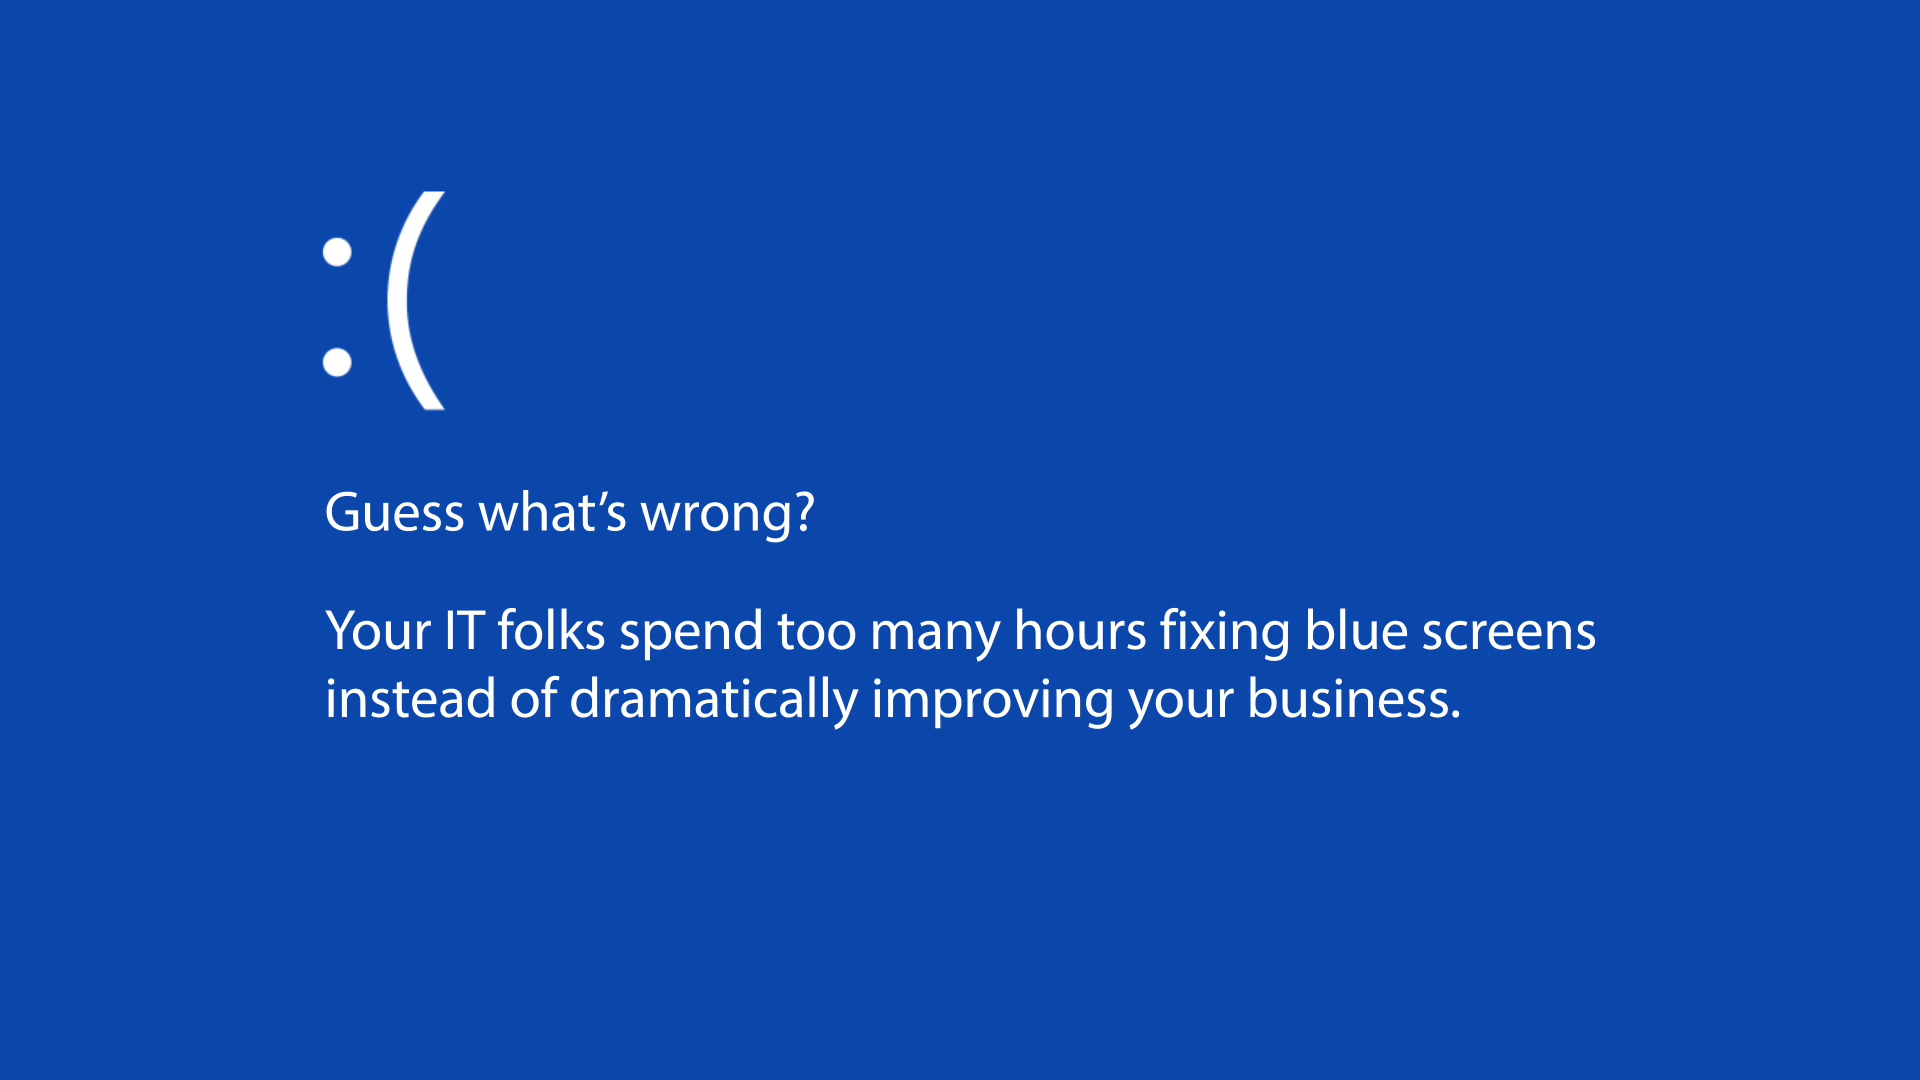 :(
Guess what’s wrong?
Your IT folks spend too many hours fixing blue screens
instead of dramatically improving your business.